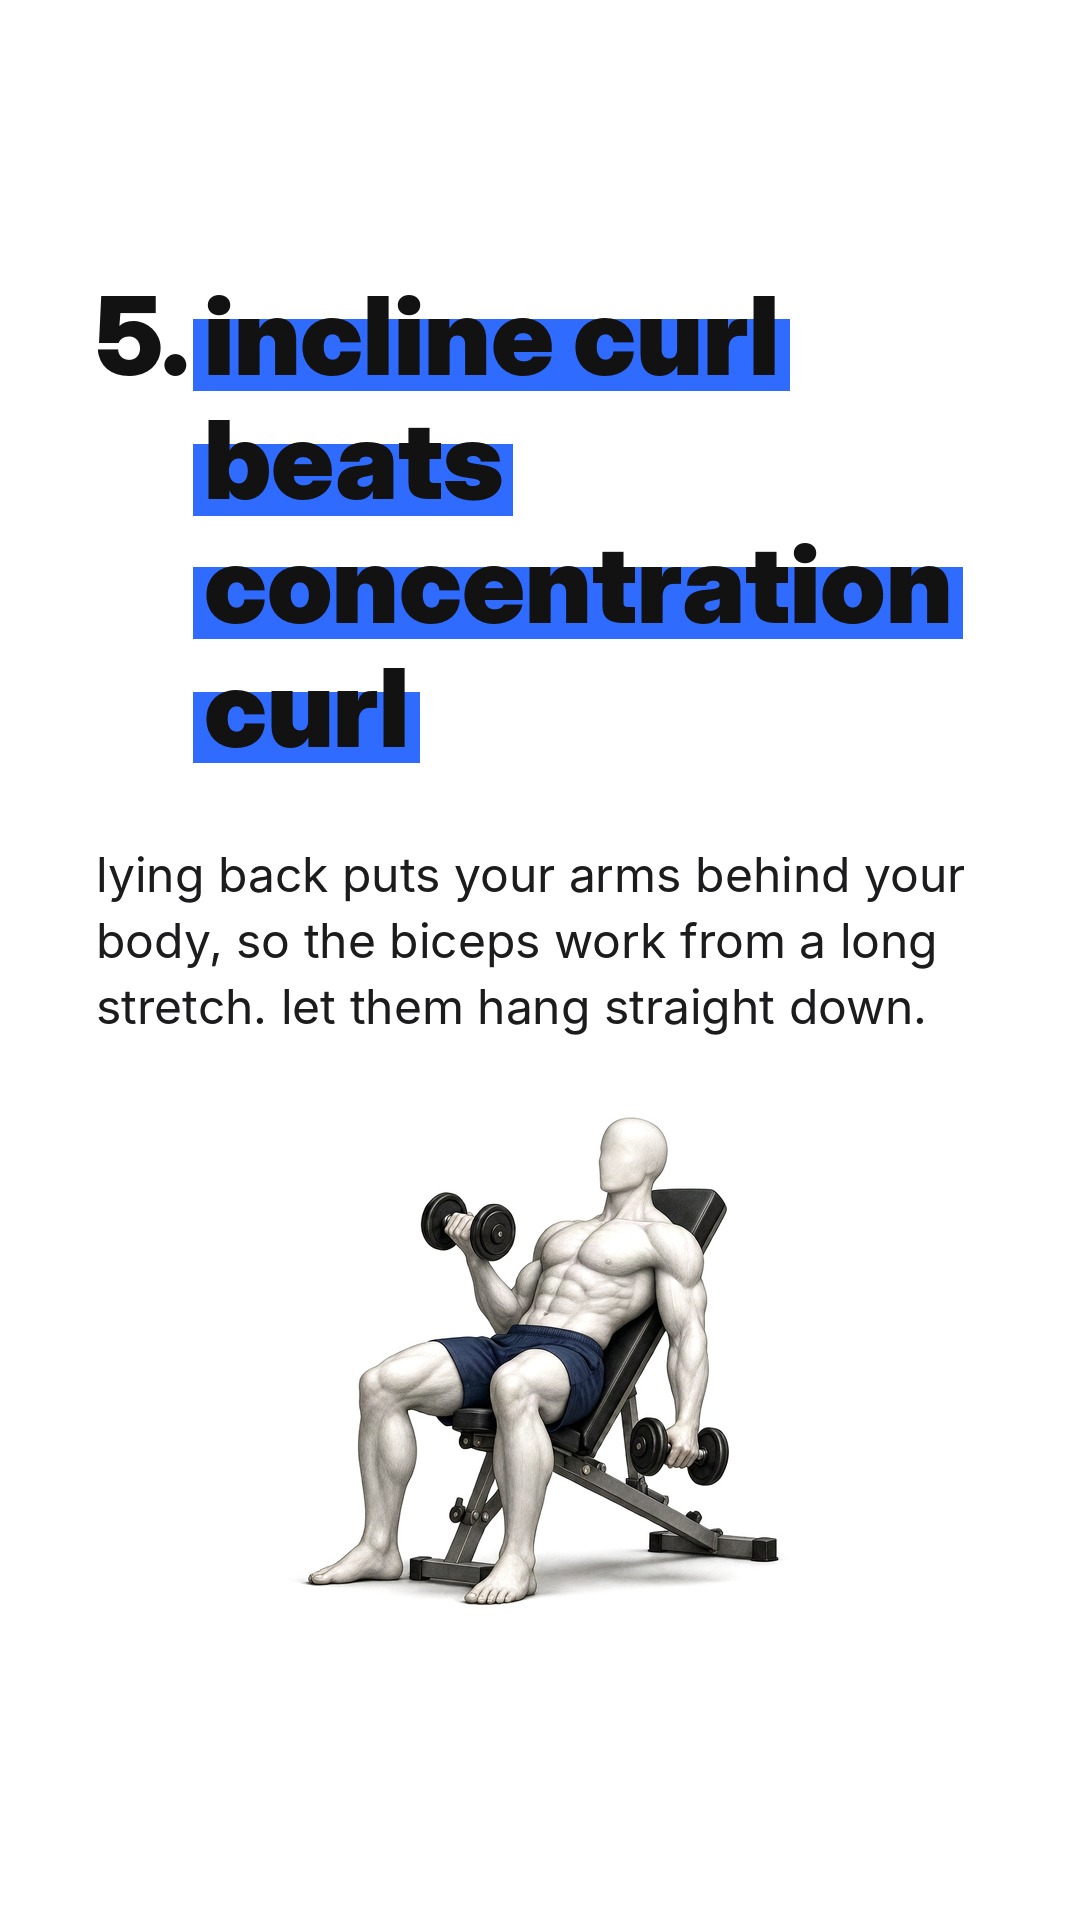 5. incline curl
beats
concentration
curl
lying back puts your arms behind your
body, so the biceps work from a long
stretch. let them hang straight down.